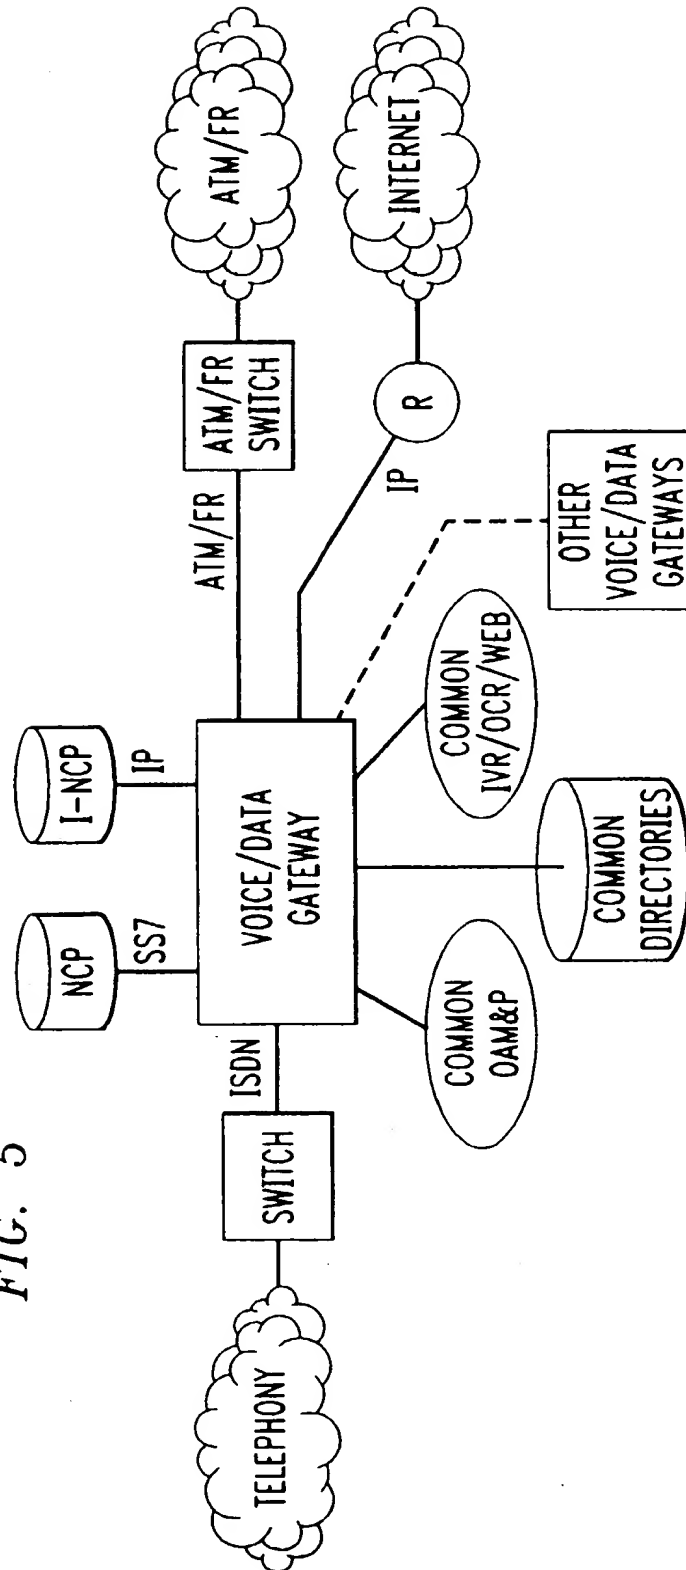 FIG. 5
NCP
I-NCP
SS7
IP
TELEPHONY
SWITCH
ISDN
VOICE/DATA
GATEWAY
ATM/FR
ATM/FR
SWITCH
ATM/FR
IP
R
INTERNET
COMMON
OAM&P
COMMON
DIRECTORIES
COMMON
IVR/OCR/WEB
OTHER
VOICE/DATA
GATEWAYS